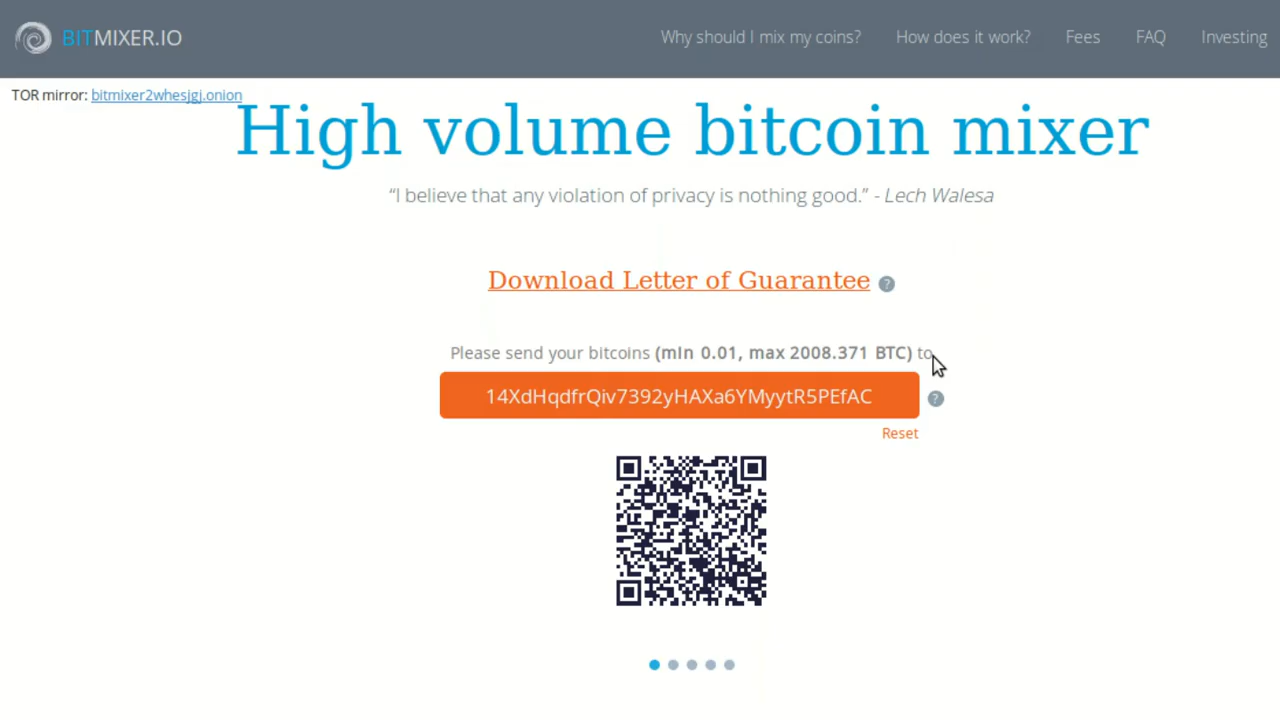 BITMIXER.IO
Why should I mix my coins? How does it work? Fees FAQ Investing
TOR mirror: bitmixer2whesjgj.onion
High volume bitcoin mixer
“I believe that any violation of privacy is nothing good.” - Lech Walesa
Download Letter of Guarantee ?
Please send your bitcoins (min 0.01, max 2008.371 BTC) to
14XdHqdfrQiv7392yHAXa6YMyytR5PEfAC ?
Reset